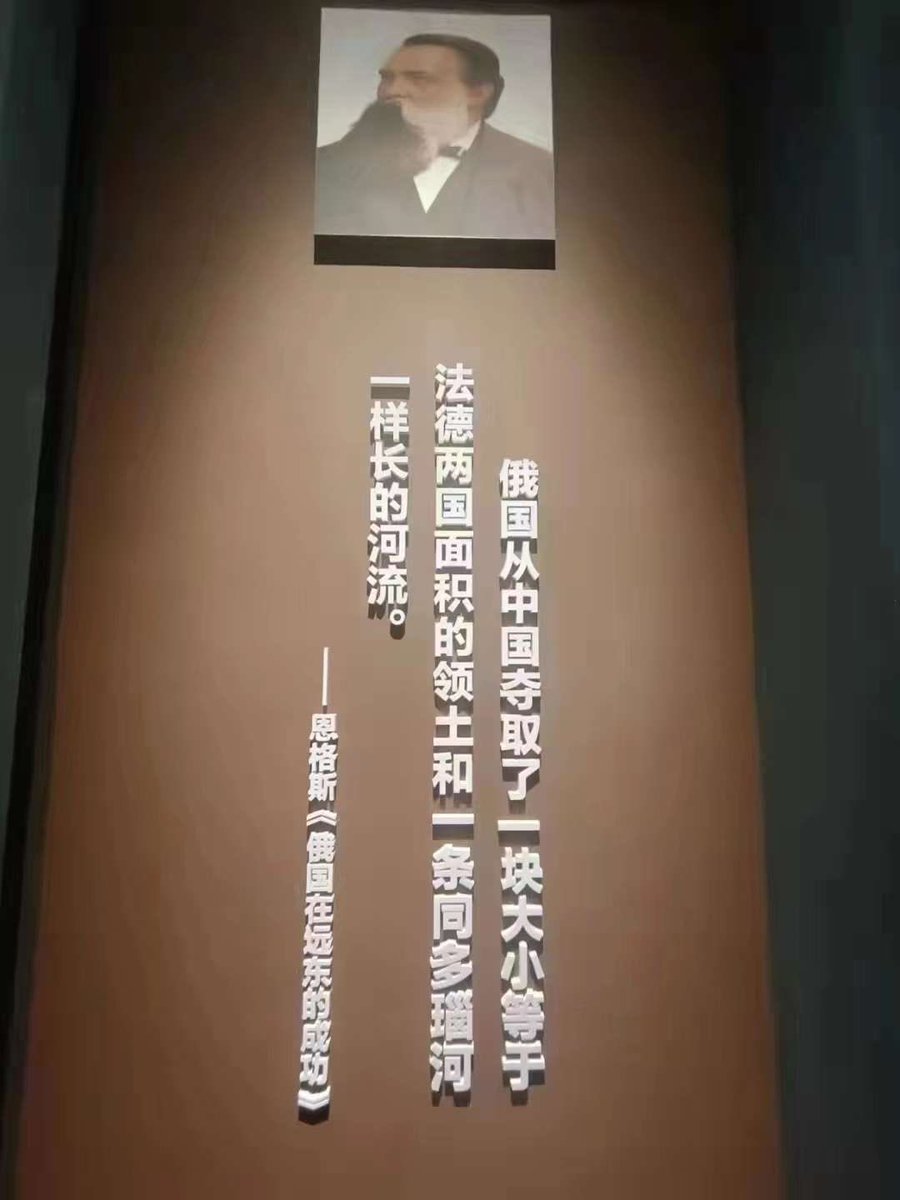 俄国从中国夺取了一块大小等于
法德两国面积的领土和一条同多瑙河
一样长的河流。
——恩格斯《俄国在远东的成功》